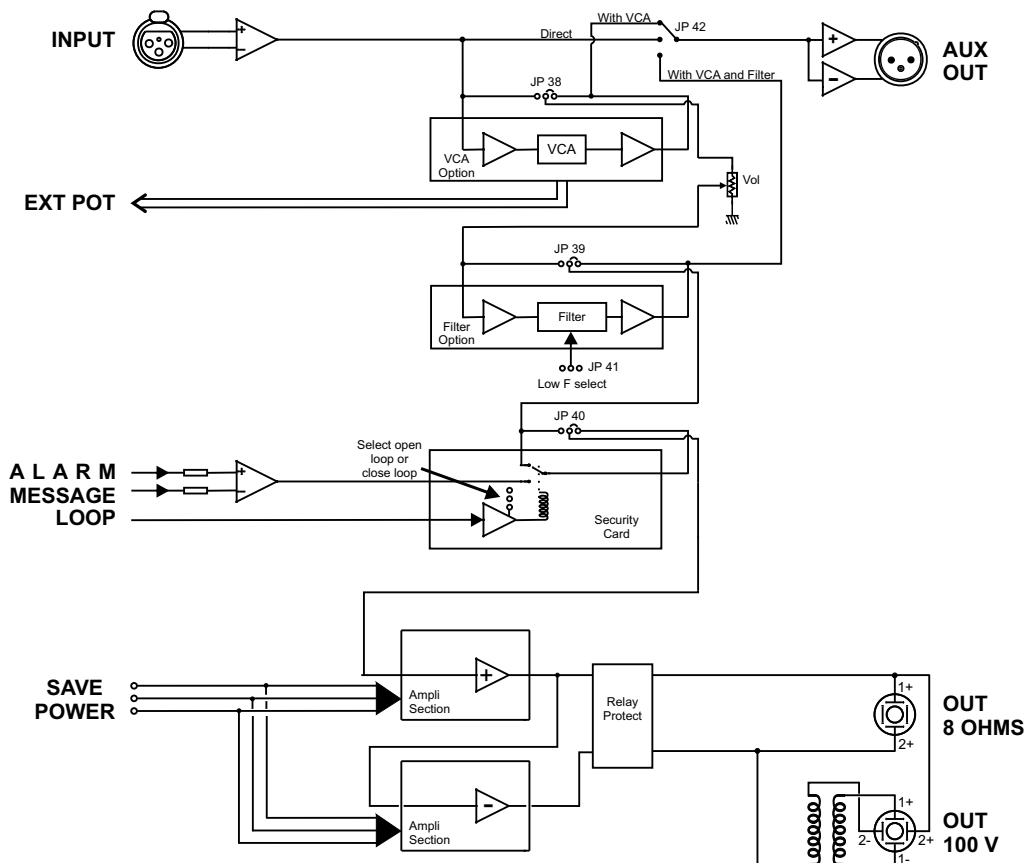 With VCA
JP 42
INPUT
Direct
AUX
OUT
+
-
+
-
With VCA and Filter
JP 38
VCA
VCA
Option
EXT POT
Vol
JP 39
Filter
Filter
Option
JP 41
Low F select
JP 40
Select open
loop or
close loop
A L A R M
MESSAGE
LOOP
+
-
Security
Card
SAVE
POWER
+
Ampli
Section
Relay
Protect
1+
2+
OUT
8 OHMS
-
Ampli
Section
1+
2-
2+
1-
OUT
100 V